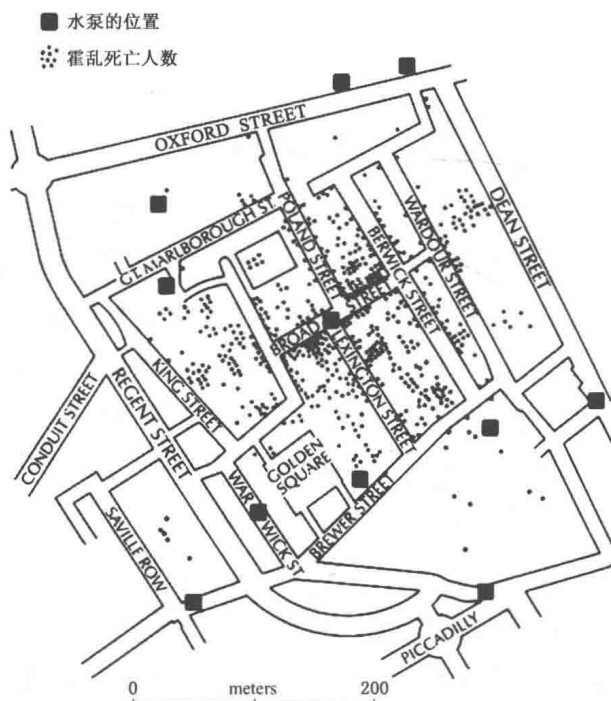 水泵的位置
霍乱死亡人数
OXFORD STREET
GT. MARLBOROUGH ST.
POLAND STREET
BERWICK STREET
WARDOUR STREET
DEAN STREET
BROAD STREET
LEXINGTON STREET
KING STREET
REGENT STREET
CONDUIT STREET
GOLDEN
SQUARE
WARWICK ST
BREWER STREET
SAVILLE ROW
PICCADILLY
0 meters 200